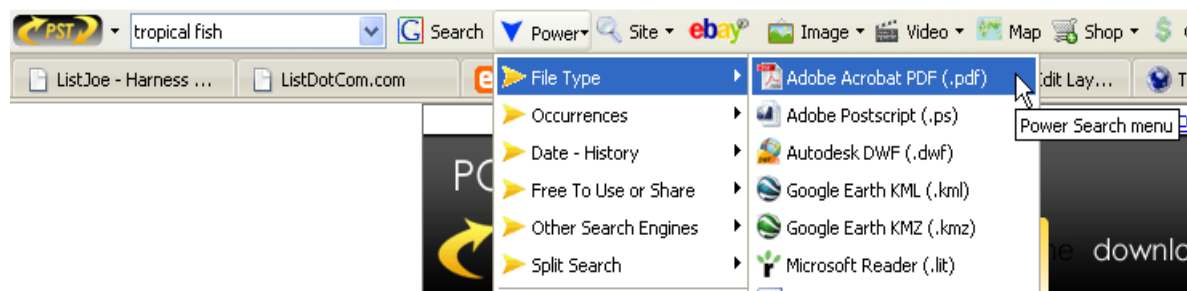 PST tropical fish Search Power Site ebay Image Video Map Shop $
ListJoe - Harness ... ListDotCom.com Edit Lay... T
File Type Adobe Acrobat PDF (.pdf)
Occurrences Adobe Postscript (.ps) Power Search menu
Date - History Autodesk DWF (.dwf)
Free To Use or Share Google Earth KML (.kml)
Other Search Engines Google Earth KMZ (.kmz) downlo
Split Search Microsoft Reader (.lit)